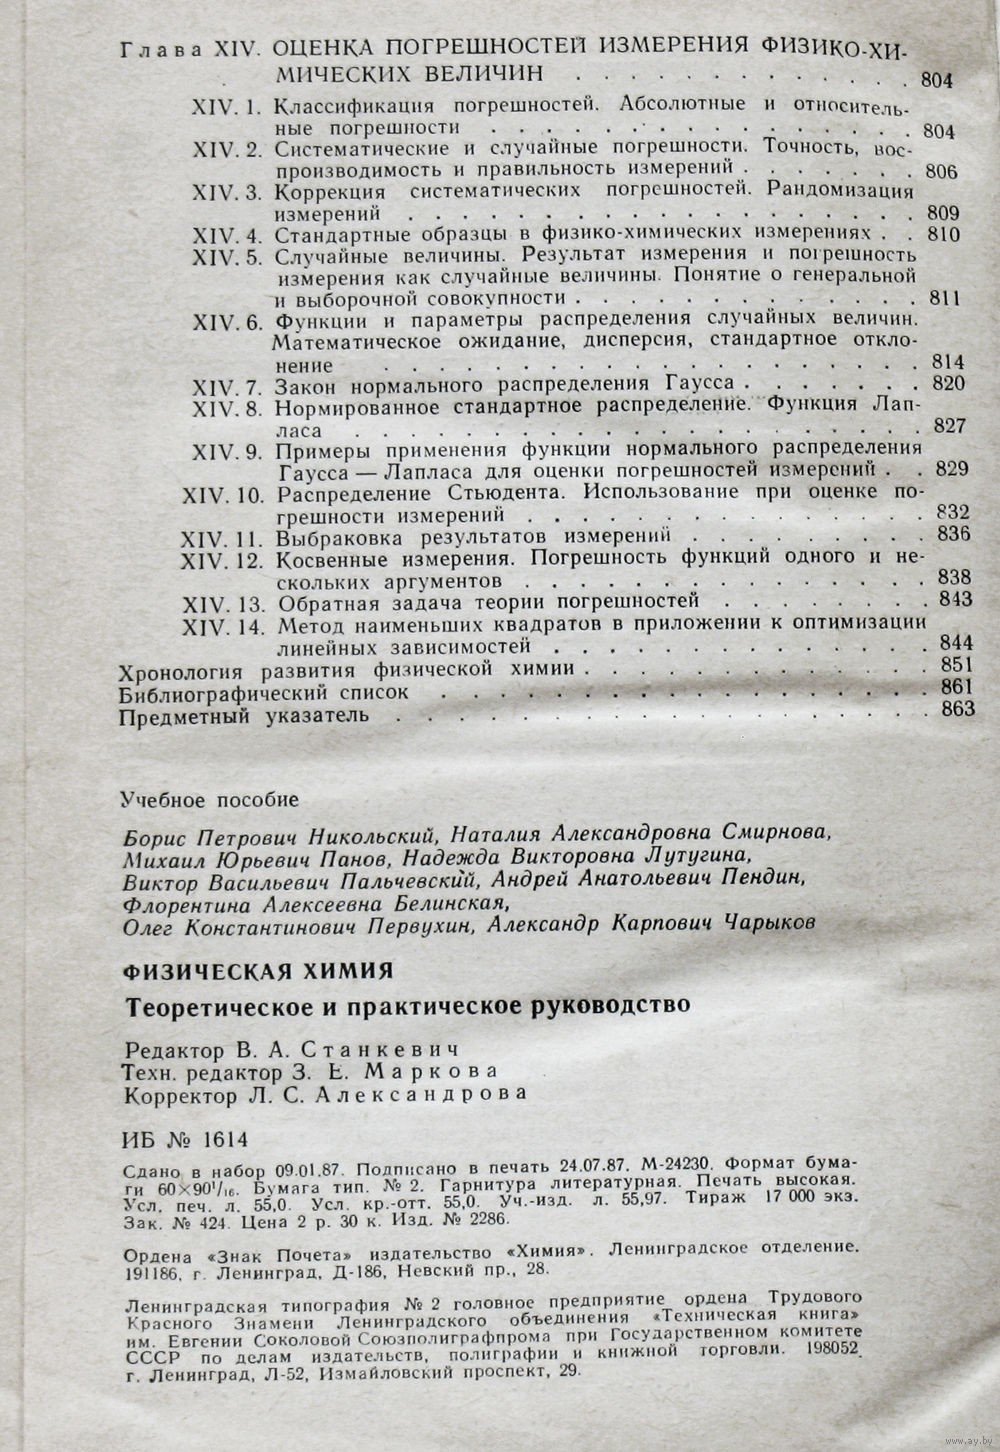 Глава XIV. ОЦЕНКА ПОГРЕШНОСТЕЙ ИЗМЕРЕНИЯ ФИЗИКО-ХИ-
МИЧЕСКИХ ВЕЛИЧИН . . . . . . . . . . . . 804
XIV. 1. Классификация погрешностей. Абсолютные и относитель-
ные погрешности . . . . . . . . . . . . . . . . 804
XIV. 2. Систематические и случайные погрешности. Точность, вос-
производимость и правильность измерений . . . . . . . 806
XIV. 3. Коррекция систематических погрешностей. Рандомизация
измерений . . . . . . . . . . . . . . . . . . . 809
XIV. 4. Стандартные образцы в физико-химических измерениях . . 810
XIV. 5. Случайные величины. Результат измерения и погрешность
измерения как случайные величины. Понятие о генеральной
и выборочной совокупности . . . . . . . . . . . . . 811
XIV. 6. Функции и параметры распределения случайных величин.
Математическое ожидание, дисперсия, стандартное откло-
нение . . . . . . . . . . . . . . . . . . . . 814
XIV. 7. Закон нормального распределения Гаусса . . . . . . . 820
XIV. 8. Нормированное стандартное распределение. Функция Лап-
ласа . . . . . . . . . . . . . . . . . . . . . 827
XIV. 9. Примеры применения функции нормального распределения
Гаусса — Лапласа для оценки погрешностей измерений . . 829
XIV. 10. Распределение Стьюдента. Использование при оценке по-
грешности измерений . . . . . . . . . . . . . . . 832
XIV. 11. Выбраковка результатов измерений . . . . . . . . . 836
XIV. 12. Косвенные измерения. Погрешность функций одного и не-
скольких аргументов . . . . . . . . . . . . . . . 838
XIV. 13. Обратная задача теории погрешностей . . . . . . . . 843
XIV. 14. Метод наименьших квадратов в приложении к оптимизации
линейных зависимостей . . . . . . . . . . . . . . 844
Хронология развития физической химии . . . . . . . . . . . . . 851
Библиографический список . . . . . . . . . . . . . . . . . . 861
Предметный указатель . . . . . . . . . . . . . . . . . . . . 863
Учебное пособие
Борис Петрович Никольский, Наталия Александровна Смирнова,
Михаил Юрьевич Панов, Надежда Викторовна Лутугина,
Виктор Васильевич Пальчевский, Андрей Анатольевич Пендин,
Флорентина Алексеевна Белинская,
Олег Константинович Первухин, Александр Карпович Чарыков
ФИЗИЧЕСКАЯ ХИМИЯ
Теоретическое и практическое руководство
Редактор В. А. Станкевич
Техн. редактор З. Е. Маркова
Корректор Л. С. Александрова
ИБ № 1614
Сдано в набор 09.01.87. Подписано в печать 24.07.87. М-24230. Формат бума-
ги 60×90¹/₁₆. Бумага тип. № 2. Гарнитура литературная. Печать высокая.
Усл. печ. л. 55,0. Усл. кр.-отт. 55,0. Уч.-изд. л. 55,97. Тираж 17 000 экз.
Зак. № 424. Цена 2 р. 30 к. Изд. № 2286.
Ордена «Знак Почета» издательство «Химия». Ленинградское отделение.
191186, г. Ленинград, Д-186, Невский пр., 28.
Ленинградская типография № 2 головное предприятие ордена Трудового
Красного Знамени Ленинградского объединения «Техническая книга»
им. Евгении Соколовой Союзполиграфпрома при Государственном комитете
СССР по делам издательств, полиграфии и книжной торговли. 198052,
г. Ленинград, Л-52, Измайловский проспект, 29.
www.ay.by